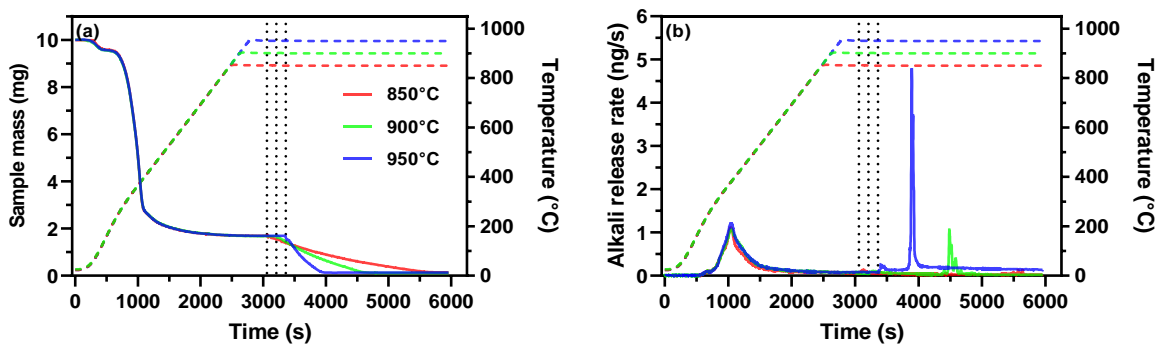 (a)
10
8
6
4
2
0
Sample mass (mg)
0 1000 2000 3000 4000 5000 6000
Time (s)
1000
800
600
400
200
0
Temperature (°C)
850°C
900°C
950°C
(b)
6
5
4
3
2
1
0
Alkali release rate (ng/s)
0 1000 2000 3000 4000 5000 6000
Time (s)
1000
800
600
400
200
0
Temperature (°C)